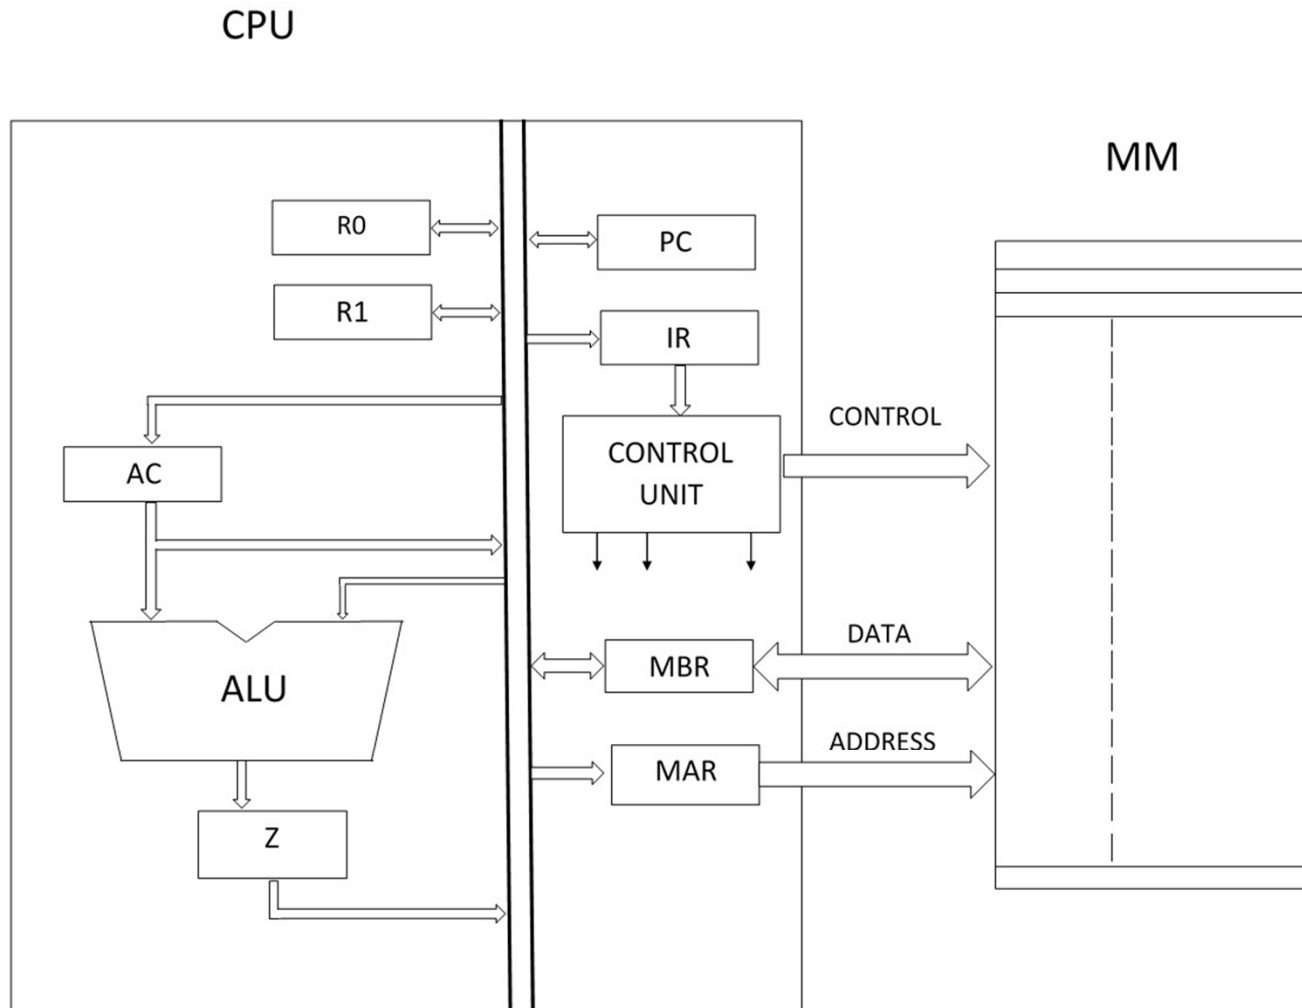 CPU
MM
R0
PC
R1
IR
CONTROL
AC
CONTROL
UNIT
DATA
MBR
ALU
ADDRESS
MAR
Z